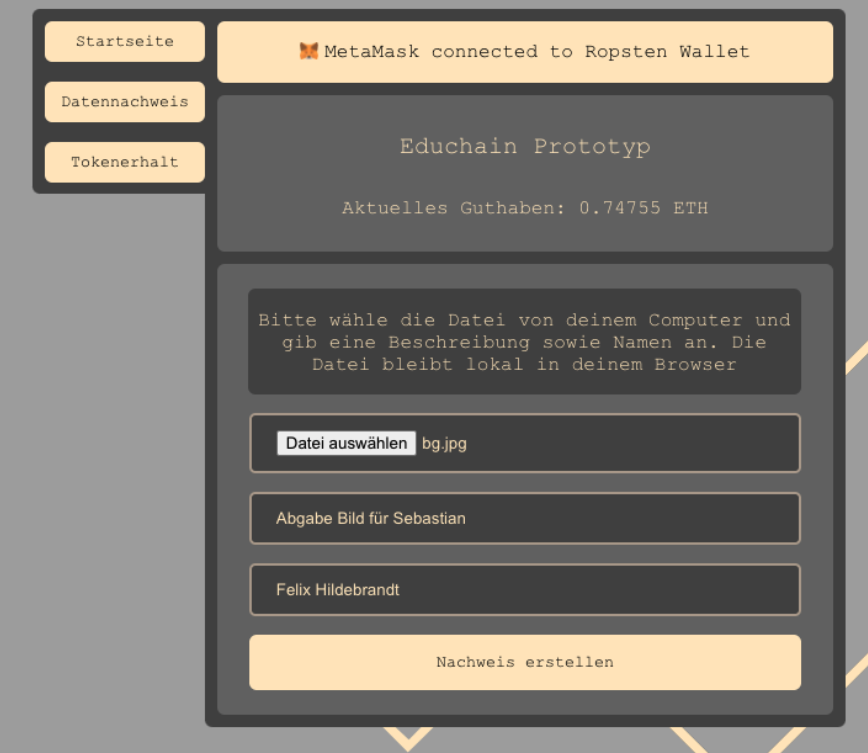 Startseite
Datennachweis
Tokenerhalt
MetaMask connected to Ropsten Wallet
Educhain Prototyp
Aktuelles Guthaben: 0.74755 ETH
Bitte wähle die Datei von deinem Computer und
gib eine Beschreibung sowie Namen an. Die
Datei bleibt lokal in deinem Browser
Datei auswählen bg.jpg
Abgabe Bild für Sebastian
Felix Hildebrandt
Nachweis erstellen